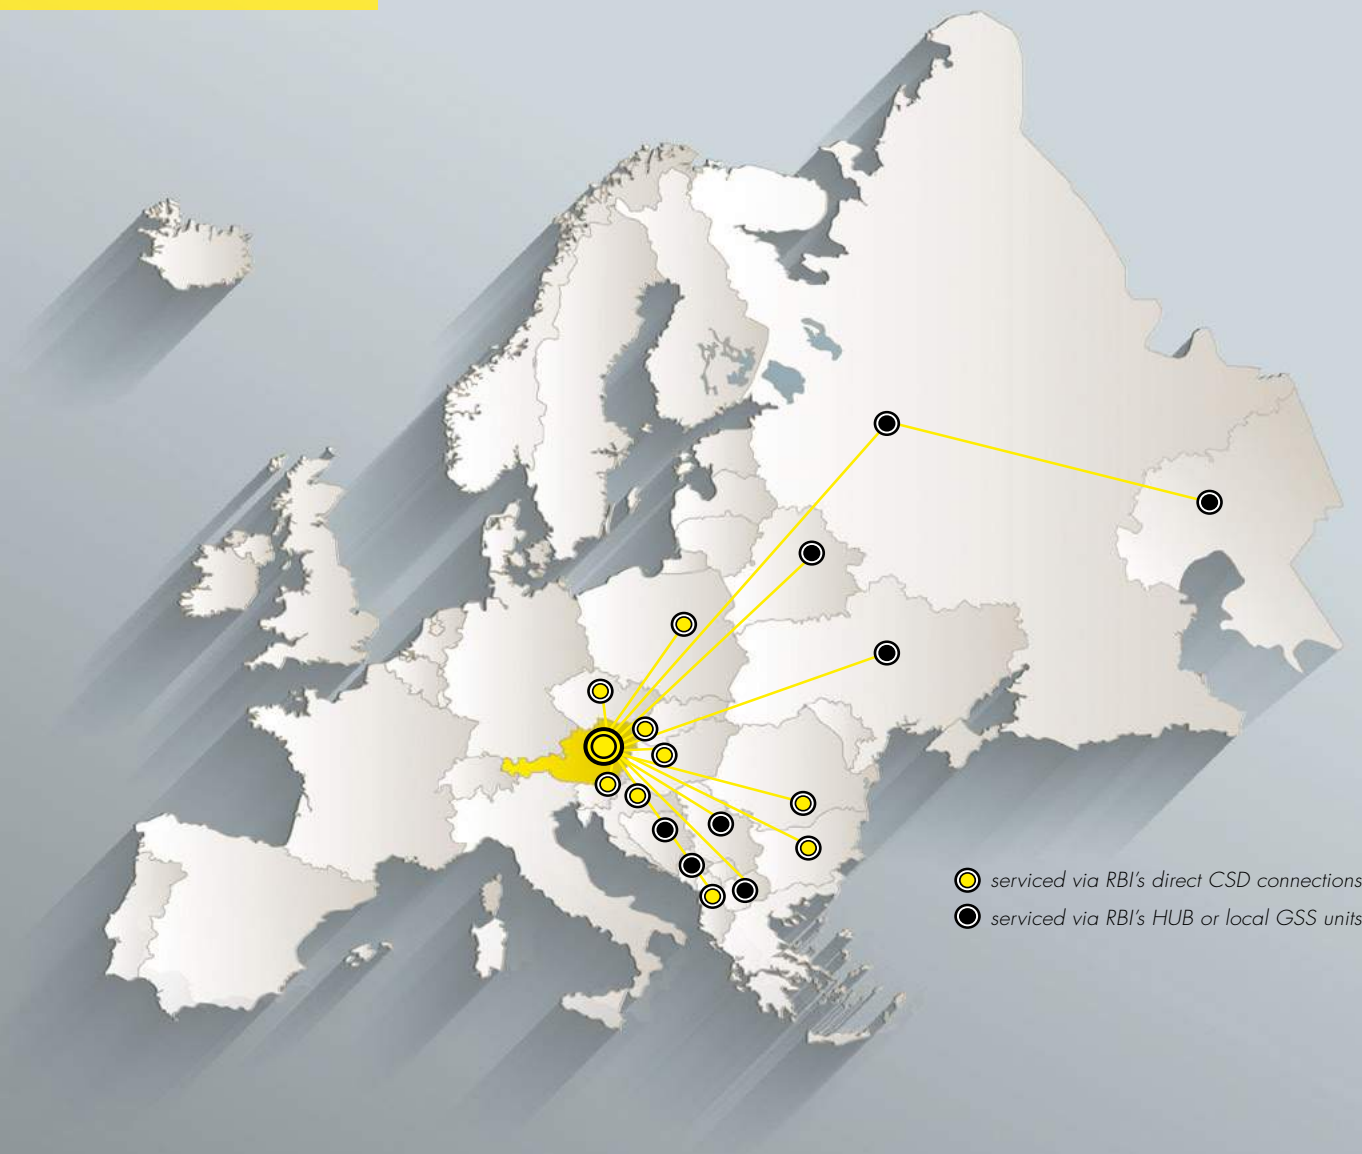 serviced via RBI's direct CSD connections
serviced via RBI's HUB or local GSS units